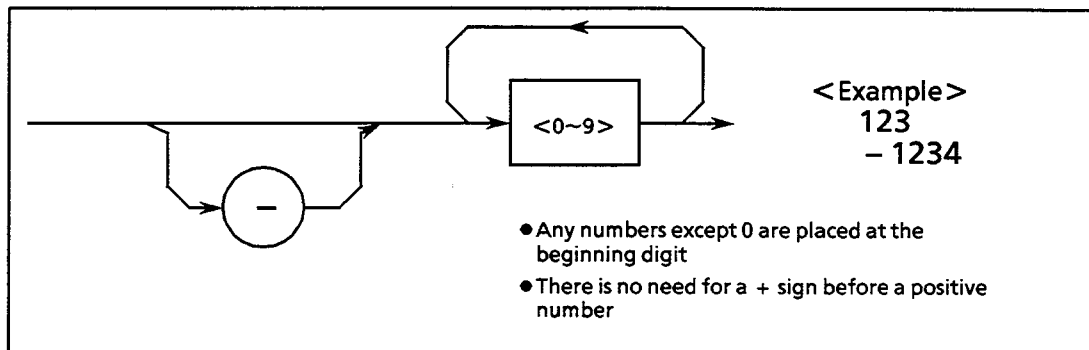 <0~9>
−
<Example>
123
− 1234
● Any numbers except 0 are placed at the
beginning digit
● There is no need for a + sign before a positive
number